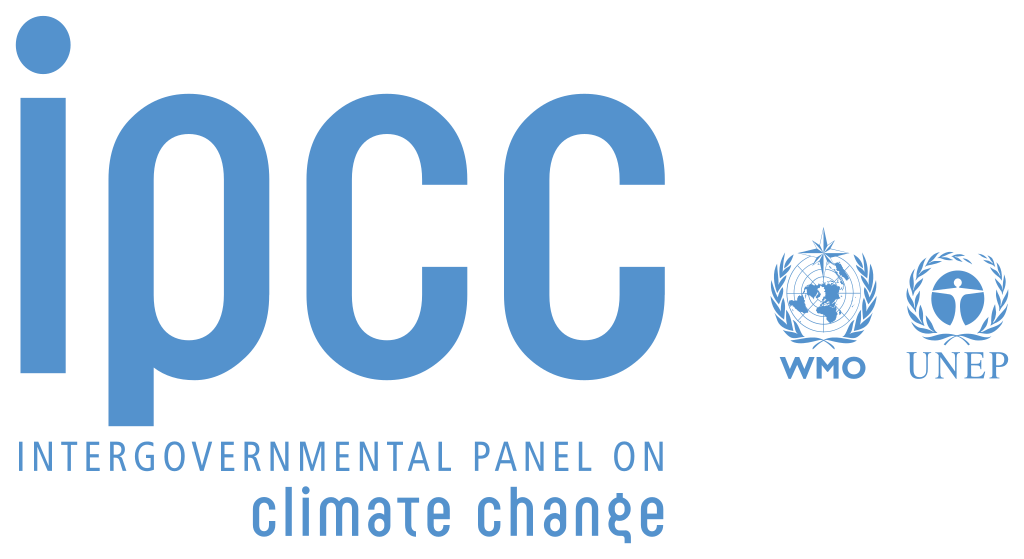 ipcc
INTERGOVERNMENTAL PANEL ON
climate change
WMO
UNEP